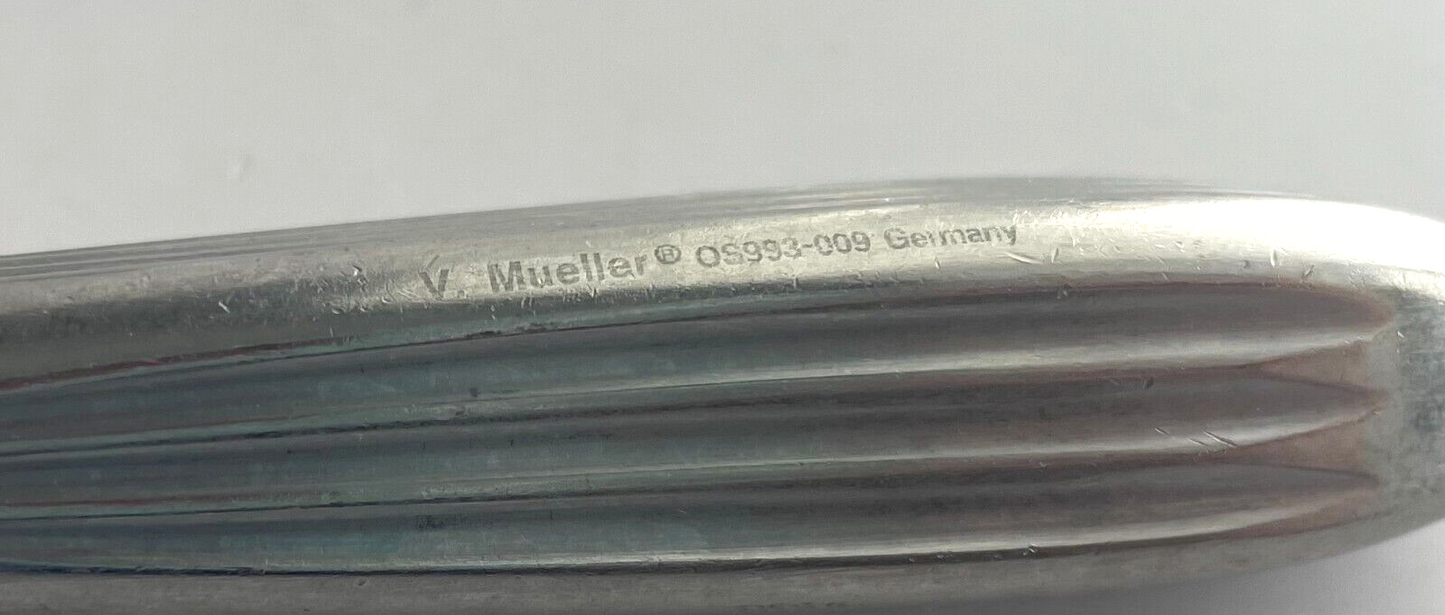 V. Mueller® OS993-009 Germany